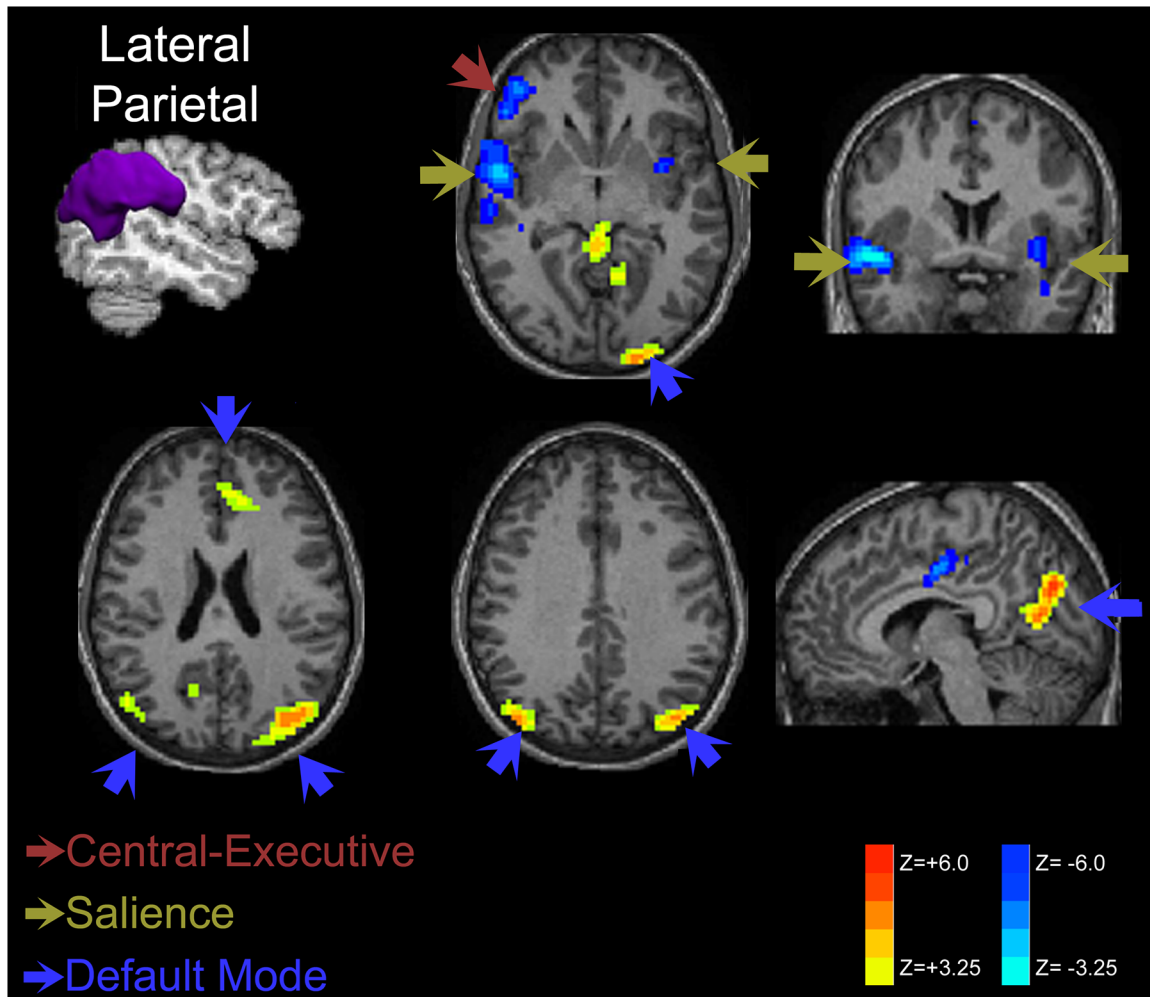 Lateral
Parietal
Central-Executive
Salience
Default Mode
Z=+6.0
Z= -6.0
Z=+3.25
Z= -3.25